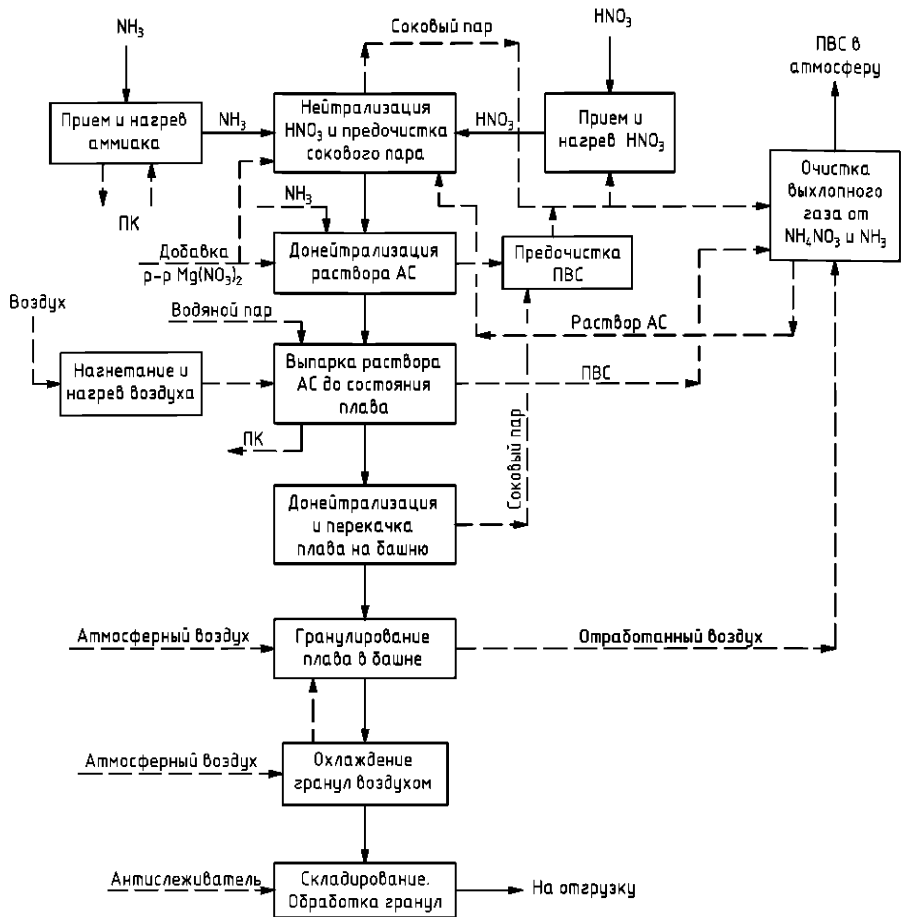 NH₃
Соковый пар
HNO₃
ПВС в
атмосферу
Прием и нагрев
аммиака
NH₃
Нейтрализация
HNO₃ и предочистка
сокового пара
HNO₃
Прием и
нагрев HNO₃
Очистка
выхлопного
газа от
NH₄NO₃ и NH₃
ПК
NH₃
Добавка
р-р Mg(NO₃)₂
Донейтрализация
раствора АС
Предочистка
ПВС
Воздух
Водяной пар
Раствор АС
Нагнетание и
нагрев воздуха
Выпарка раствора
АС до состояния
плава
ПВС
ПК
Соковый пар
Донейтрализация
и перекачка
плава на башню
Атмосферный воздух
Гранулирование
плава в башне
Отработанный воздух
Атмосферный воздух
Охлаждение
гранул воздухом
Антислеживатель
Складирование.
Обработка гранул
На отгрузку